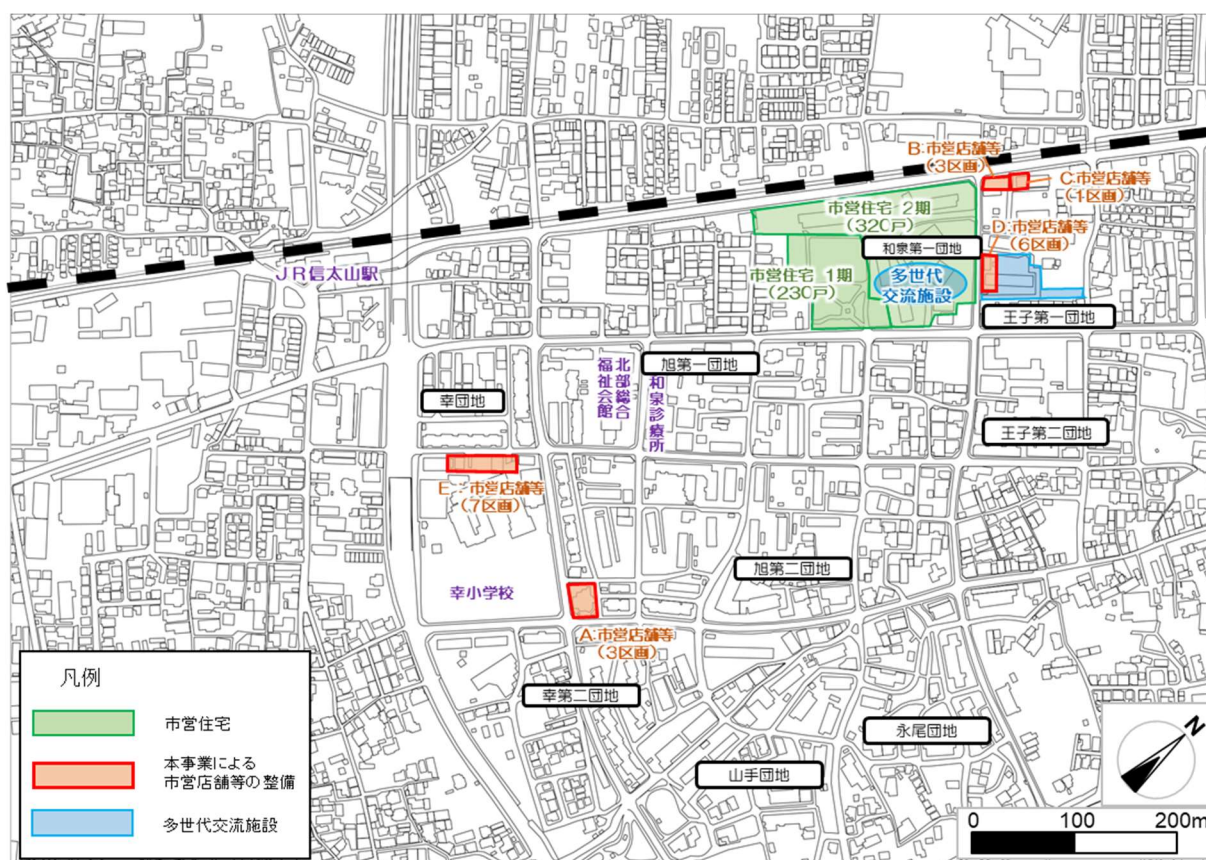 B:市営店舗等
(3区画)
C:市営店舗等
(1区画)
市営住宅 2期
(320戸)
D:市営店舗等
(6区画)
和泉第一団地
JR信太山駅
市営住宅 1期
(230戸)
多世代
交流施設
王子第一団地
旭第一団地
北部総合
福祉会館
和泉診療所
幸団地
王子第二団地
E:市営店舗等
(7区画)
旭第二団地
幸小学校
A:市営店舗等
(3区画)
幸第二団地
永尾団地
山手団地
凡例
市営住宅
本事業による
市営店舗等の整備
多世代交流施設
N
0 100 200m